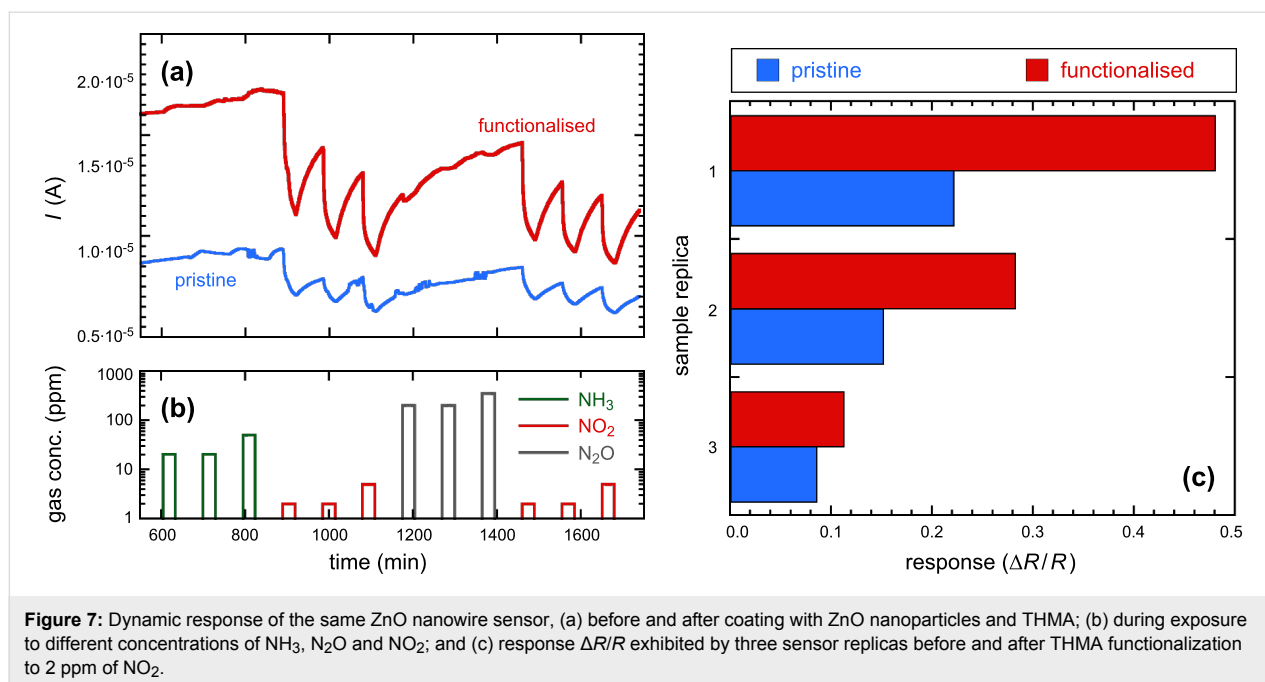 (a)
2.0·10⁻⁵
1.5·10⁻⁵
1.0·10⁻⁵
0.5·10⁻⁵
I (A)
functionalised
pristine
(b)
1000
100
10
1
gas conc. (ppm)
NH₃
NO₂
N₂O
600 800 1000 1200 1400 1600
time (min)
pristine functionalised
1
2
3
sample replica
(c)
0.0 0.1 0.2 0.3 0.4 0.5
response (ΔR/R)
Figure 7: Dynamic response of the same ZnO nanowire sensor, (a) before and after coating with ZnO nanoparticles and THMA; (b) during exposure
to different concentrations of NH₃, N₂O and NO₂; and (c) response ΔR/R exhibited by three sensor replicas before and after THMA functionalization
to 2 ppm of NO₂.